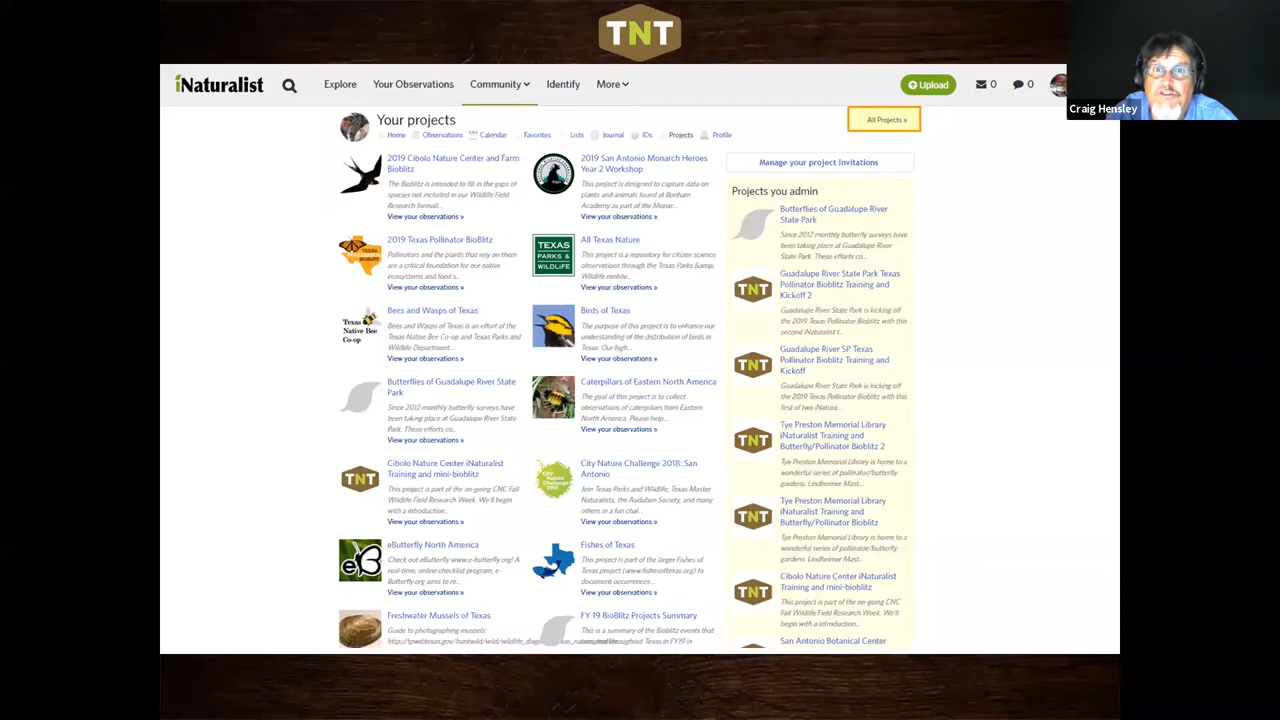 TNT
iNaturalist
Explore
Your Observations
Community
Identify
More
Upload
0
0
Craig Hensley
Your projects
All Projects »
Home
Observations
Calendar
Favorites
Lists
Journal
IDs
Projects
Profile
2019 Cibolo Nature Center and Farm
Bioblitz
The Bioblitz is intended to fill in the gaps of
species not included in our Wildlife Field
Research formali...
View your observations »
2019 San Antonio Monarch Heroes
Year 2 Workshop
This project is designed to capture data on
plants and animals found at Bonham
Academy as part of the Monar...
View your observations »
2019 Texas Pollinator BioBlitz
Pollinators and the plants that rely on them
are a critical foundation for our native
ecosystems and food s...
View your observations »
TEXAS
PARKS &
WILDLIFE
All Texas Nature
This project is a repository for citizen science
observations through the Texas Parks &amp;
Wildlife mobile...
View your observations »
Texas
Native Bee
Co-op
Bees and Wasps of Texas
Bees and Wasps of Texas is an effort of the
Texas Native Bee Co-op and Texas Parks and
Wildlife Department....
View your observations »
Birds of Texas
The purpose of this project is to enhance our
understanding of the distribution of birds in
Texas. Our high...
View your observations »
Butterflies of Guadalupe River State
Park
Since 2012 monthly butterfly surveys have
been taking place at Guadalupe River State
Park. These efforts co...
View your observations »
Caterpillars of Eastern North America
The goal of this project is to collect
observations of caterpillars from Eastern
North America. Please help...
View your observations »
TNT
Cibolo Nature Center iNaturalist
Training and mini-bioblitz
This project is part of the on-going CNC Fall
Wildlife Field Research Week. We'll begin
with a introduction...
View your observations »
City Nature Challenge 2018
City Nature Challenge 2018: San
Antonio
Join Texas Parks and Wildlife, Texas Master
Naturalists, the Audubon Society, and many
others in a fun chal...
View your observations »
eB
eButterfly North America
Check out eButterfly www.e-butterfly.org! A
real-time, online checklist program, e-
Butterfly.org aims to re...
View your observations »
Fishes of Texas
This project is part of the larger Fishes of
Texas project (www.fishesoftexas.org) to
document occurrences ...
View your observations »
Freshwater Mussels of Texas
Guide to photographing mussels:
FY 19 BioBlitz Projects Summary
This is a summary of the Bioblitz events that
throughout Texas in FY19 in
Manage your project invitations
Projects you admin
Butterflies of Guadalupe River
State Park
Since 2012 monthly butterfly surveys have
been taking place at Guadalupe River State
Park. These efforts co...
TNT
Guadalupe River State Park Texas
Pollinator Bioblitz Training and
Kickoff 2
Guadalupe River State Park is kicking off
the 2019 Texas Pollinator Bioblitz with this
second iNaturalist t...
TNT
Guadalupe River SP Texas
Pollinator Bioblitz Training and
Kickoff
Guadalupe River State Park is kicking off
the 2019 Texas Pollinator Bioblitz with this
first of two iNatura...
TNT
Tye Preston Memorial Library
iNaturalist Training and
Butterfly/Pollinator Bioblitz 2
Tye Preston Memorial Library is home to a
wonderful series of pollinator/butterfly
gardens, Lindheimer Mast...
TNT
Tye Preston Memorial Library
iNaturalist Training and
Butterfly/Pollinator Bioblitz
Tye Preston Memorial Library is home to a
wonderful series of pollinator/butterfly
gardens, Lindheimer Mast...
TNT
Cibolo Nature Center iNaturalist
Training and mini-bioblitz
This project is part of the on-going CNC
Fall Wildlife Field Research Week. We'll
begin with a introduction...
San Antonio Botanical Center